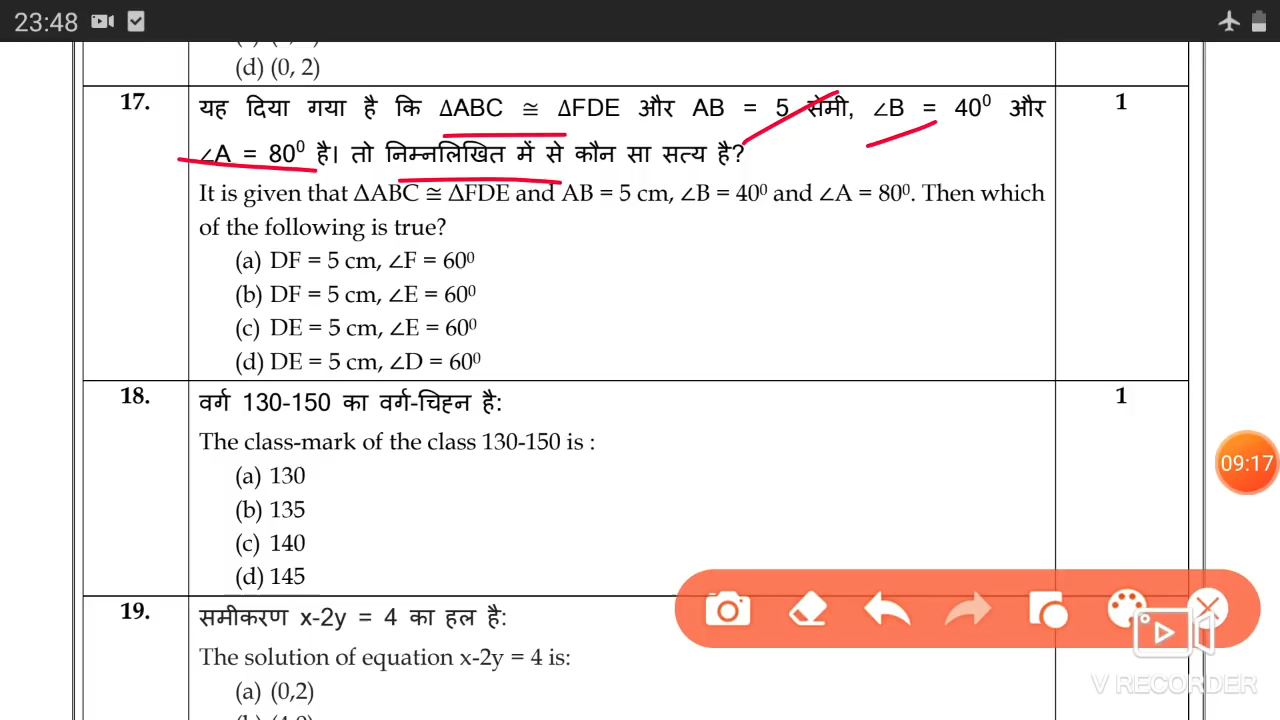 23:48
(d) (0, 2)
17. यह दिया गया है कि ΔABC ≅ ΔFDE और AB = 5 सेमी, ∠B = 40⁰ और 1
∠A = 80⁰ है। तो निम्नलिखित में से कौन सा सत्य है?
It is given that ΔABC ≅ ΔFDE and AB = 5 cm, ∠B = 40⁰ and ∠A = 80⁰. Then which
of the following is true?
(a) DF = 5 cm, ∠F = 60⁰
(b) DF = 5 cm, ∠E = 60⁰
(c) DE = 5 cm, ∠E = 60⁰
(d) DE = 5 cm, ∠D = 60⁰
18. वर्ग 130-150 का वर्ग-चिह्न है: 1
The class-mark of the class 130-150 is :
(a) 130
(b) 135
(c) 140
(d) 145
09:17
19. समीकरण x-2y = 4 का हल है:
The solution of equation x-2y = 4 is:
(a) (0,2)
V RECORDER